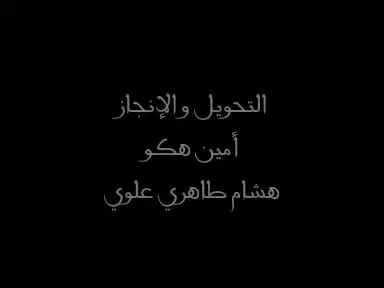 التحويل والإنجاز
أمين هكو
هشام طاهري علوي